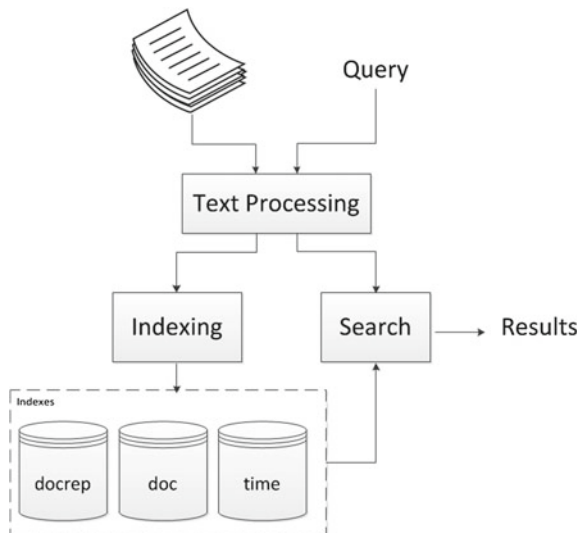 Query
Text Processing
Indexing
Search
Results
Indexes
docrep
doc
time